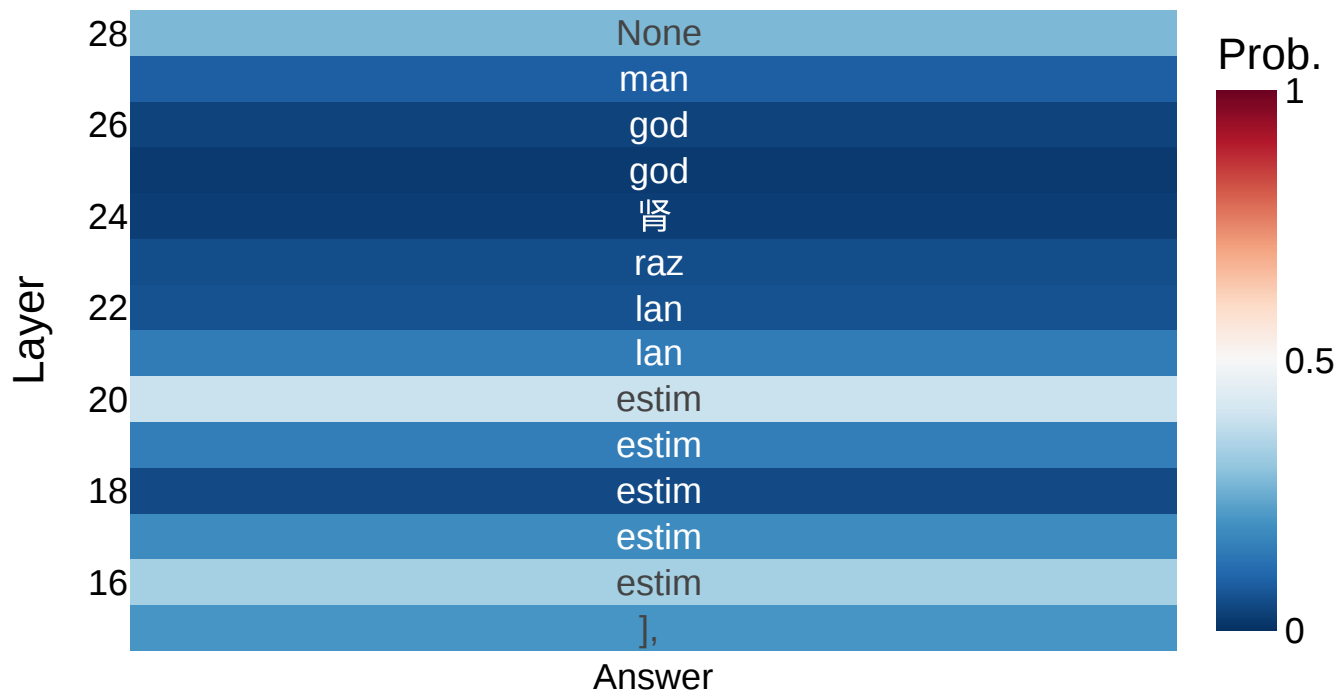 Layer
28
None
man
26
god
god
24
肾
raz
22
lan
lan
20
estim
estim
18
estim
estim
16
estim
],
Answer
Prob.
1
0.5
0